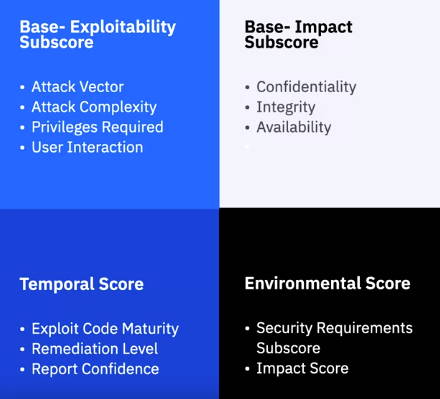 Base- Exploitability
Subscore
• Attack Vector
• Attack Complexity
• Privileges Required
• User Interaction
Base- Impact
Subscore
• Confidentiality
• Integrity
• Availability
Temporal Score
• Exploit Code Maturity
• Remediation Level
• Report Confidence
Environmental Score
• Security Requirements
Subscore
• Impact Score